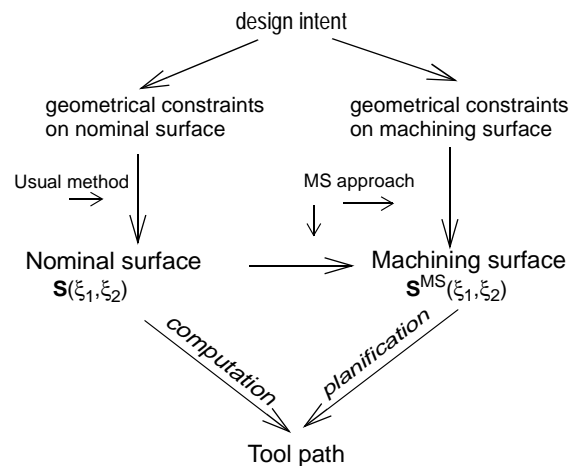 design intent
geometrical constraints
on nominal surface
geometrical constraints
on machining surface
Usual method
MS approach
Nominal surface
S(ξ₁,ξ₂)
Machining surface
Sᴹˢ(ξ₁,ξ₂)
computation
planification
Tool path